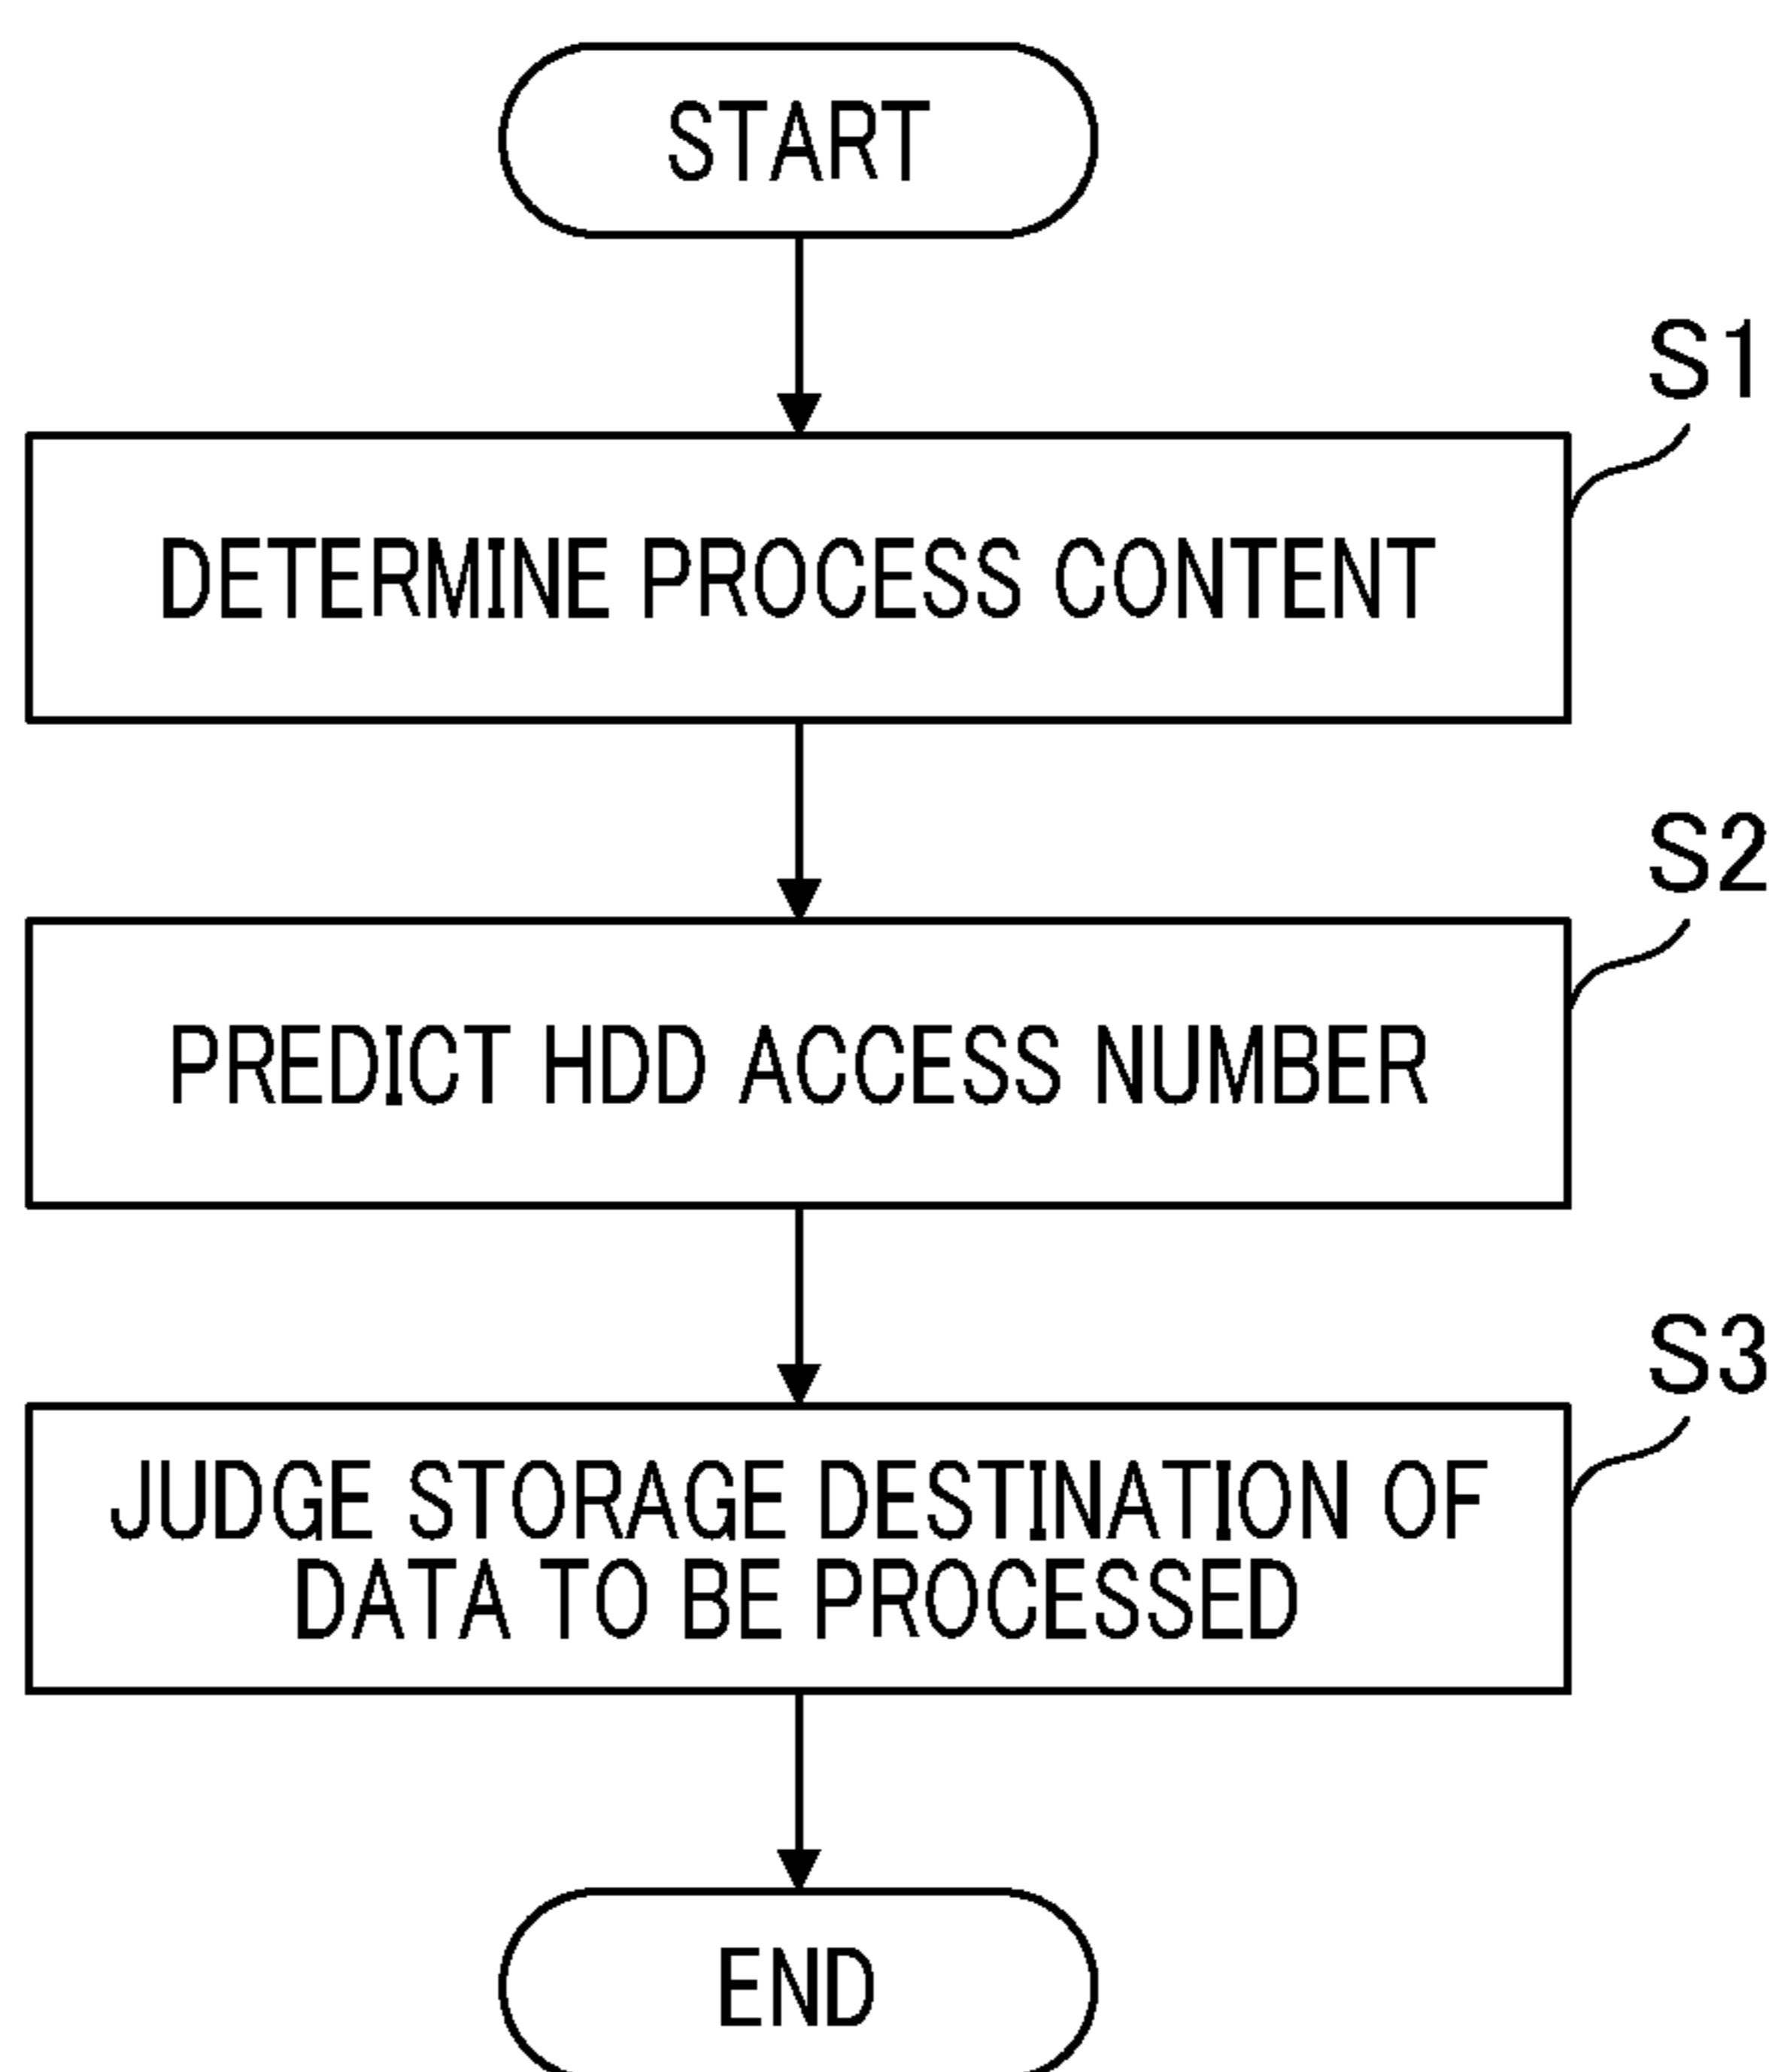 START
S1
DETERMINE PROCESS CONTENT
S2
PREDICT HDD ACCESS NUMBER
S3
JUDGE STORAGE DESTINATION OF
DATA TO BE PROCESSED
END